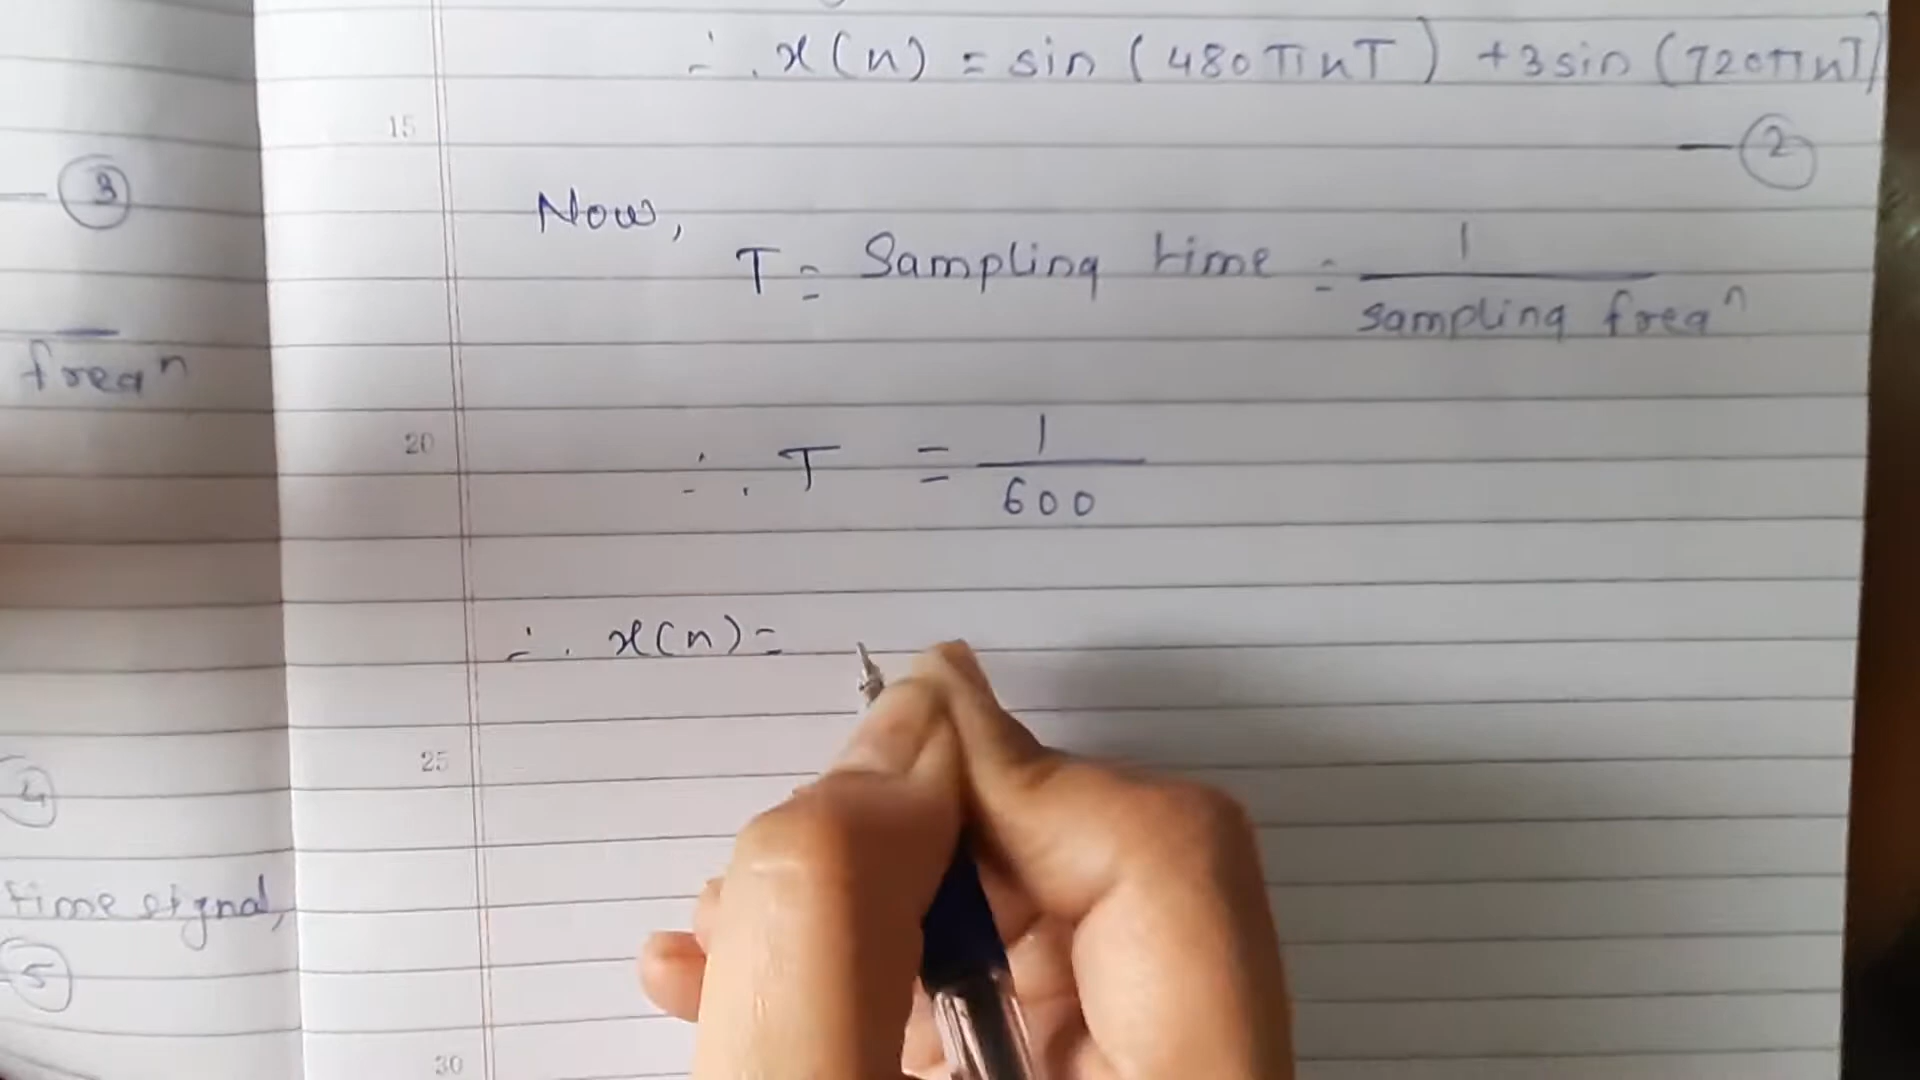 3
freqⁿ
4
time signal,
5
∴ x(n) = sin (480πnT) + 3sin (720πnT)
15
— 2
Now,
T = Sampling time = 1 / sampling freqⁿ
20
∴ T = 1 / 600
∴ x(n) =
25
30